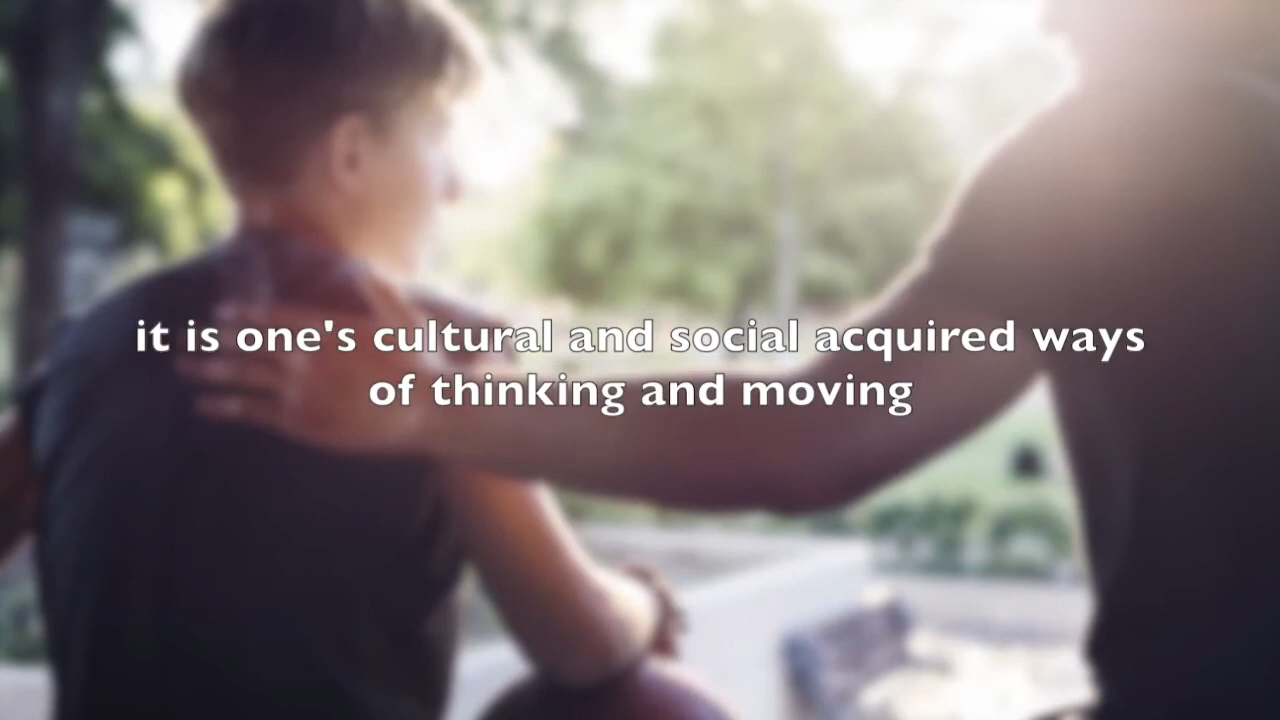 it is one's cultural and social acquired ways
of thinking and moving